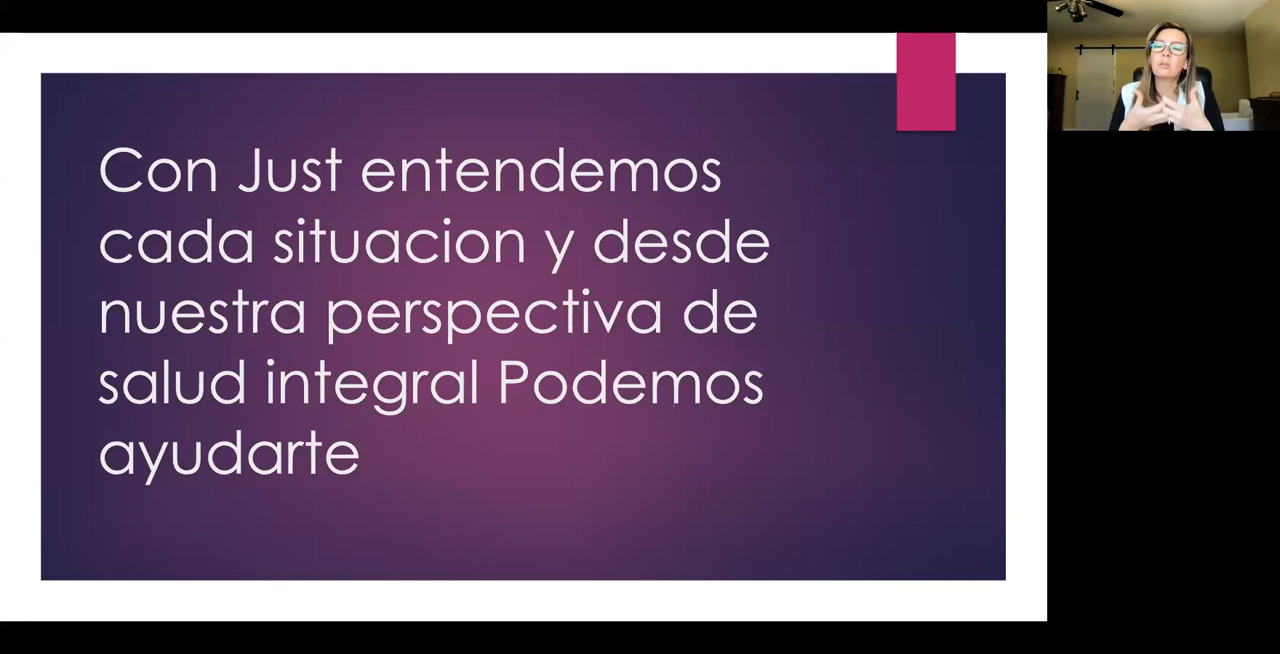 Con Just entendemos
cada situacion y desde
nuestra perspectiva de
salud integral Podemos
ayudarte